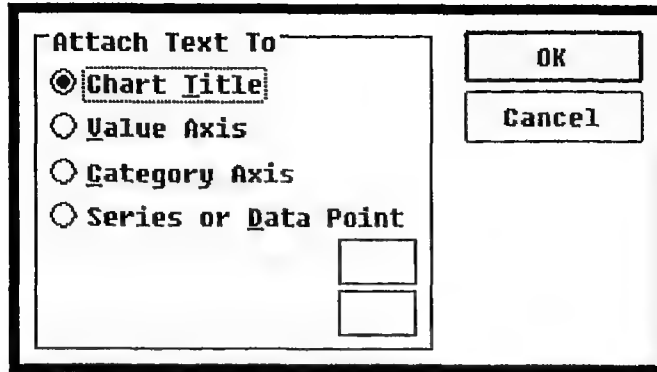 Attach Text To
Chart Title
Value Axis
Category Axis
Series or Data Point
OK
Cancel